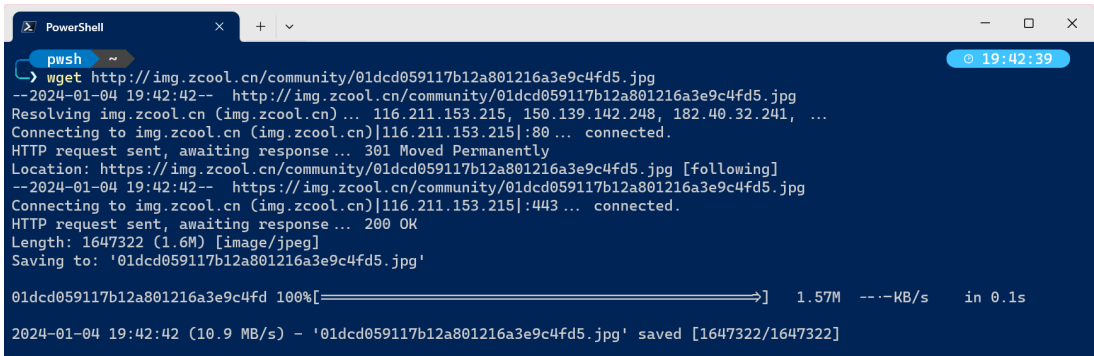 PowerShell
pwsh ~ 19:42:39
❯ wget http://img.zcool.cn/community/01dcd059117b12a801216a3e9c4fd5.jpg
--2024-01-04 19:42:42--  http://img.zcool.cn/community/01dcd059117b12a801216a3e9c4fd5.jpg
Resolving img.zcool.cn (img.zcool.cn)... 116.211.153.215, 150.139.142.248, 182.40.32.241, ...
Connecting to img.zcool.cn (img.zcool.cn)|116.211.153.215|:80... connected.
HTTP request sent, awaiting response... 301 Moved Permanently
Location: https://img.zcool.cn/community/01dcd059117b12a801216a3e9c4fd5.jpg [following]
--2024-01-04 19:42:42--  https://img.zcool.cn/community/01dcd059117b12a801216a3e9c4fd5.jpg
Connecting to img.zcool.cn (img.zcool.cn)|116.211.153.215|:443... connected.
HTTP request sent, awaiting response... 200 OK
Length: 1647322 (1.6M) [image/jpeg]
Saving to: '01dcd059117b12a801216a3e9c4fd5.jpg'
01dcd059117b12a801216a3e9c4fd 100%[===================================================>]   1.57M  --.-KB/s    in 0.1s
2024-01-04 19:42:42 (10.9 MB/s) - '01dcd059117b12a801216a3e9c4fd5.jpg' saved [1647322/1647322]